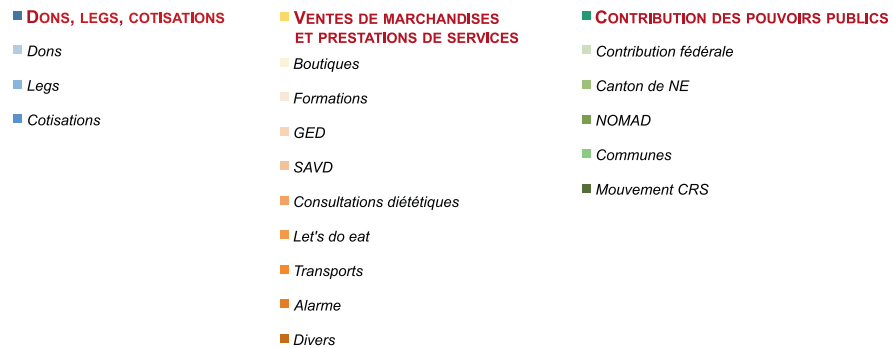 DONS, LEGS, COTISATIONS
Dons
Legs
Cotisations
VENTES DE MARCHANDISES
ET PRESTATIONS DE SERVICES
Boutiques
Formations
GED
SAVD
Consultations diététiques
Let's do eat
Transports
Alarme
Divers
CONTRIBUTION DES POUVOIRS PUBLICS
Contribution fédérale
Canton de NE
NOMAD
Communes
Mouvement CRS